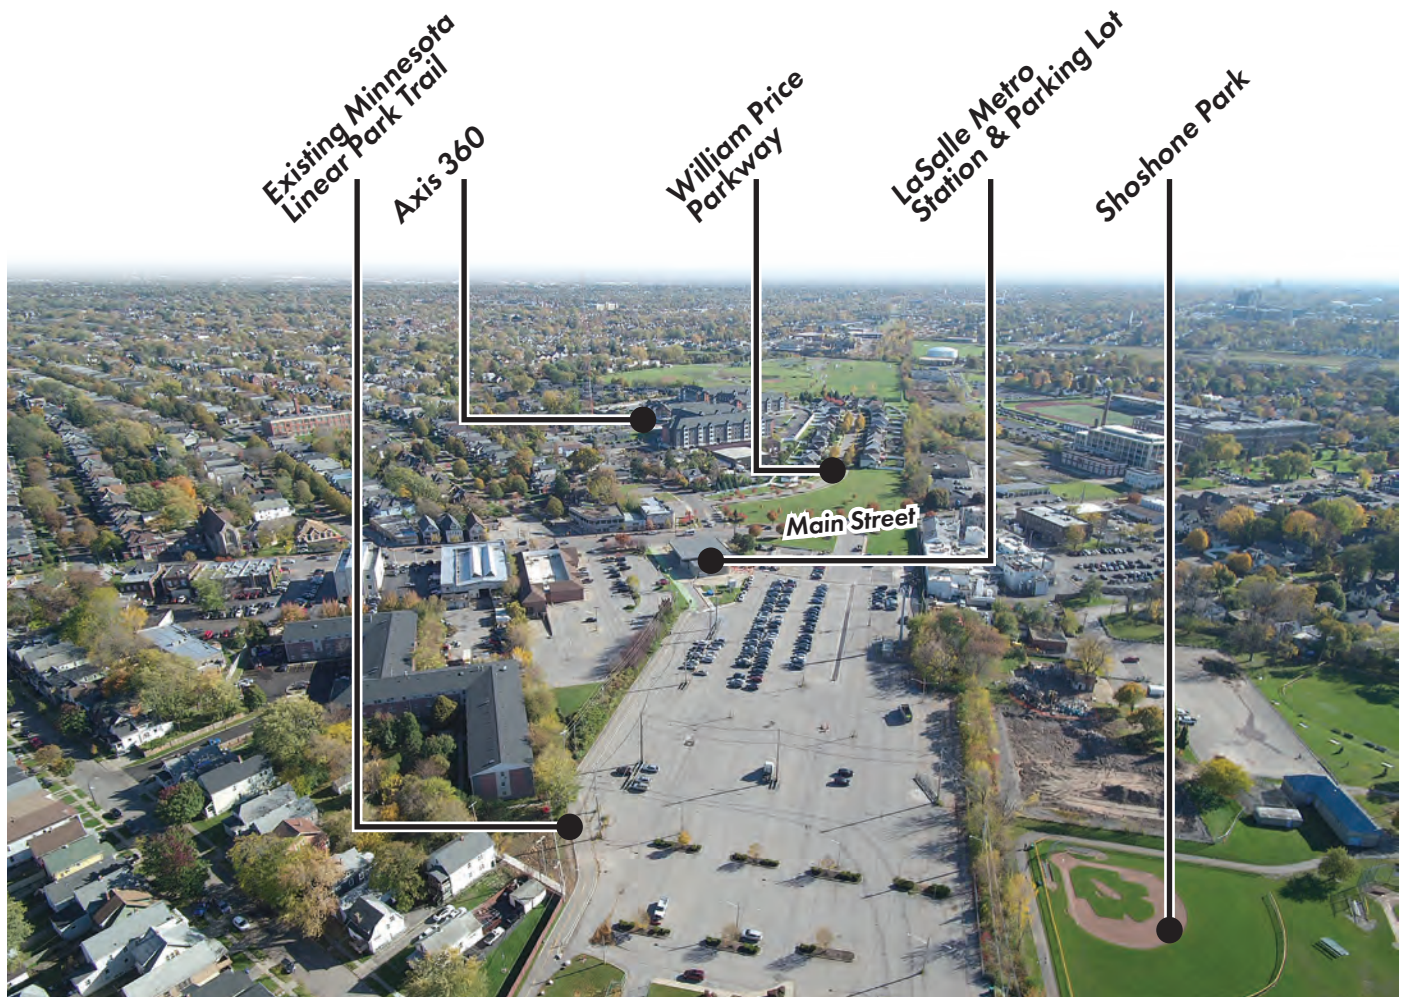 Existing Minnesota
Linear Park Trail
Axis 360
William Price
Parkway
LaSalle Metro
Station & Parking Lot
Shoshone Park
Main Street